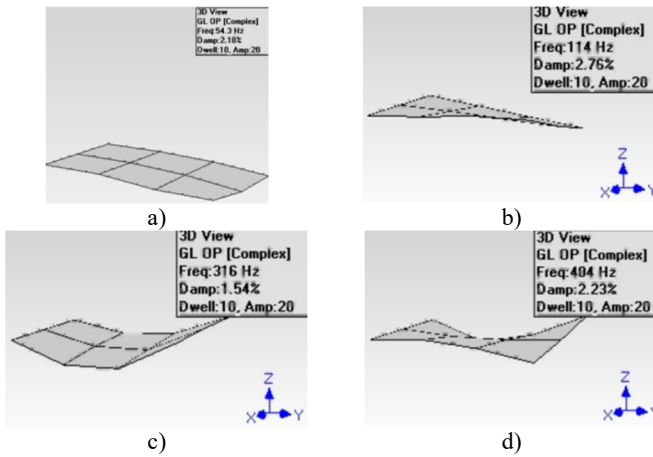 3D View
GL OP [Complex]
Freq:54.3 Hz
Damp:2.18%
Dwell:10, Amp:20
a)
3D View
GL OP [Complex]
Freq:114 Hz
Damp:2.76%
Dwell:10, Amp:20
Z
X
Y
b)
3D View
GL OP [Complex]
Freq:316 Hz
Damp:1.54%
Dwell:10, Amp:20
Z
X
Y
c)
3D View
GL OP [Complex]
Freq:404 Hz
Damp:2.23%
Dwell:10, Amp:20
Z
X
Y
d)